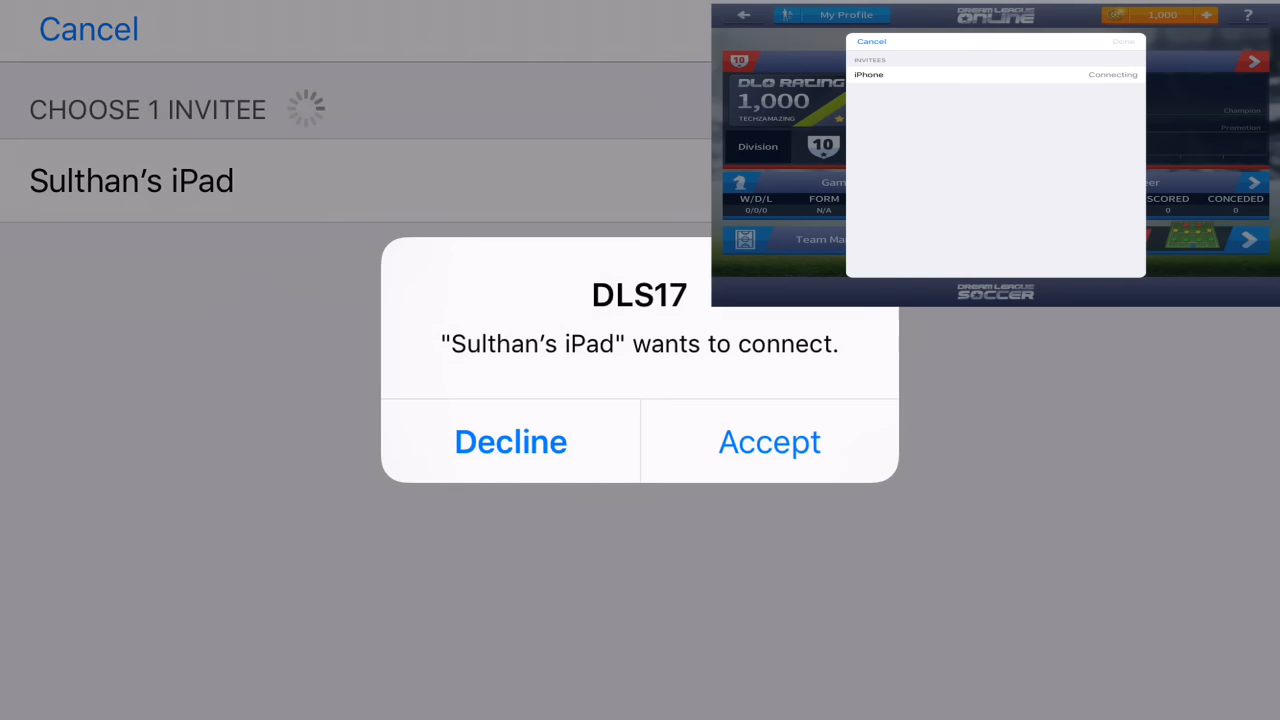 Cancel
CHOOSE 1 INVITEE
Sulthan’s iPad
DLS17
"Sulthan’s iPad" wants to connect.
Decline
Accept
My Profile
DREAM LEAGUE
ONLINE
1,000
?
Cancel
Done
INVITEES
iPhone
Connecting
10
DLO RATING
1,000
TECHZAMAZING
Champion
Promotion
Division
10
Gam
eer
W/D/L
FORM
SCORED
CONCEDED
0/0/0
N/A
0
0
Team Ma
DREAM LEAGUE
SOCCER